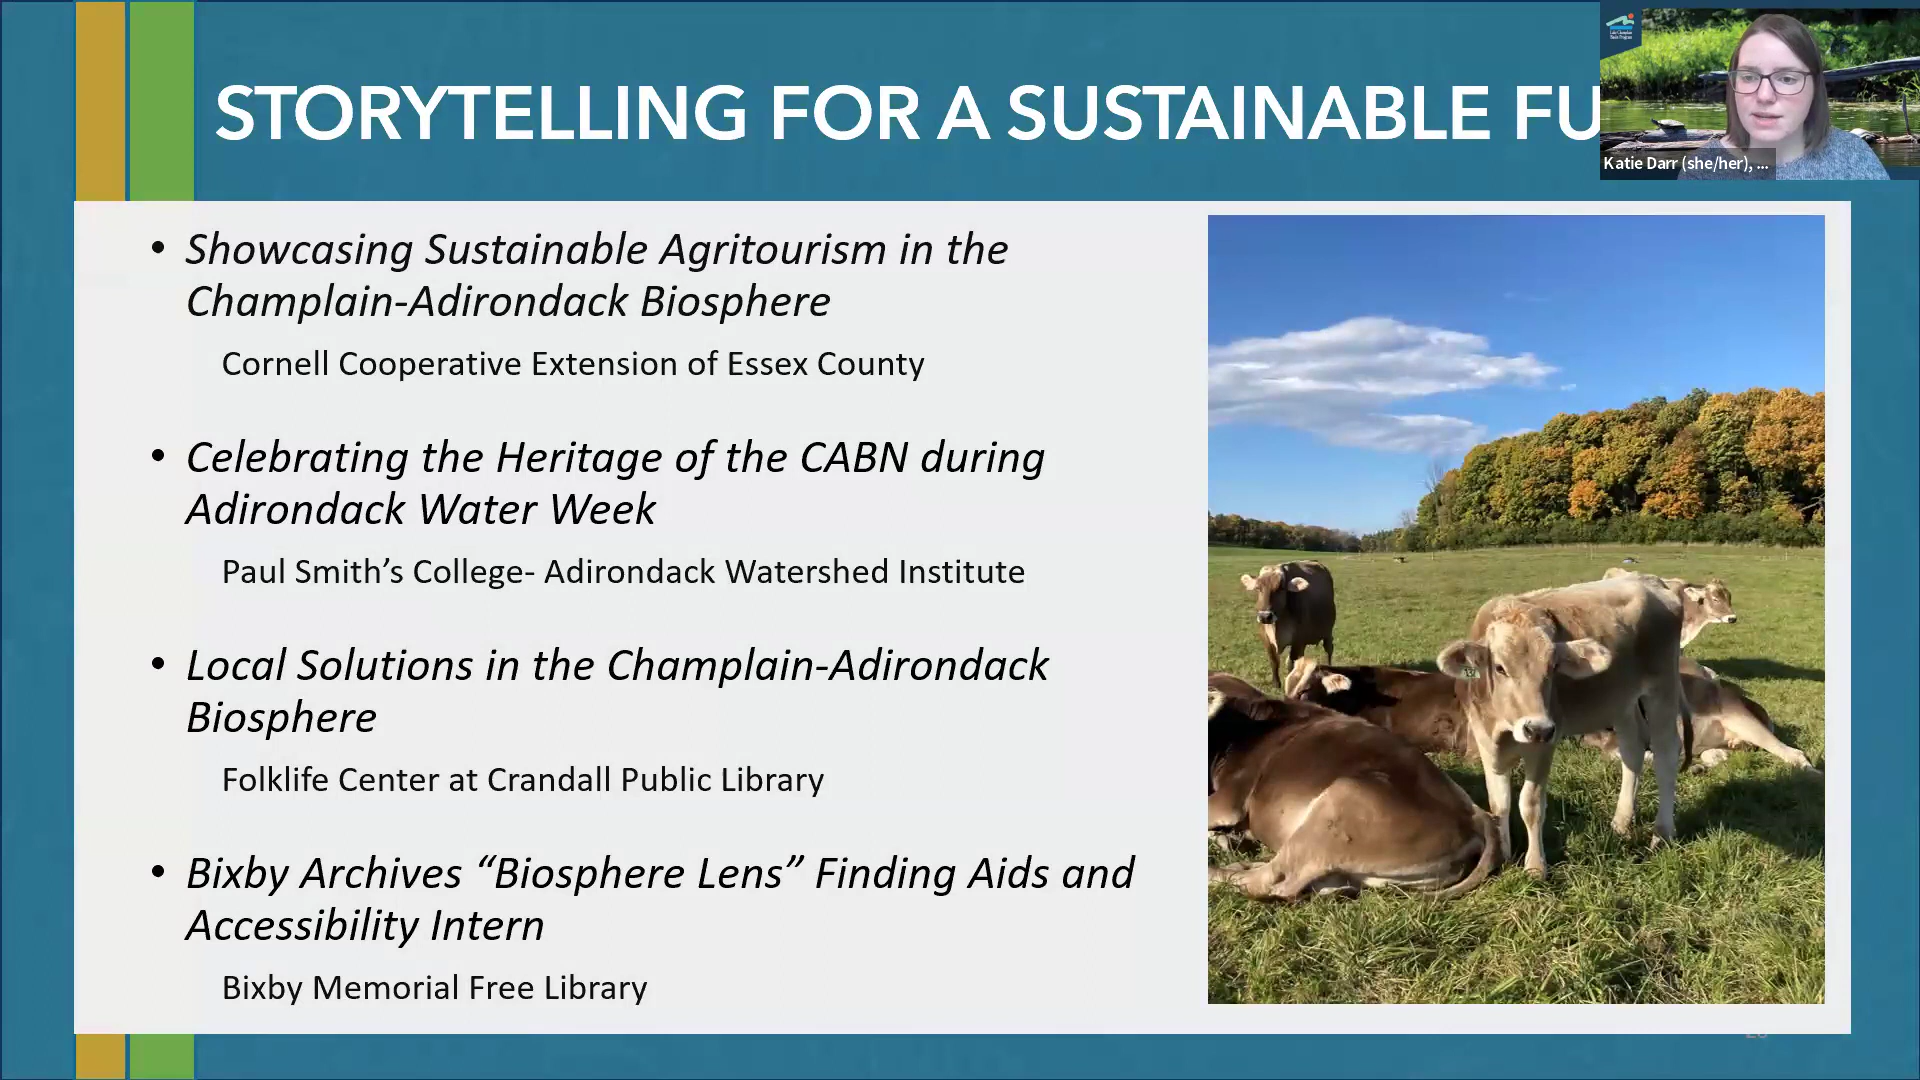 STORYTELLING FOR A SUSTAINABLE FU
Katie Darr (she/her), ...
• Showcasing Sustainable Agritourism in the
Champlain-Adirondack Biosphere
Cornell Cooperative Extension of Essex County
• Celebrating the Heritage of the CABN during
Adirondack Water Week
Paul Smith’s College- Adirondack Watershed Institute
• Local Solutions in the Champlain-Adirondack
Biosphere
Folklife Center at Crandall Public Library
• Bixby Archives “Biosphere Lens” Finding Aids and
Accessibility Intern
Bixby Memorial Free Library